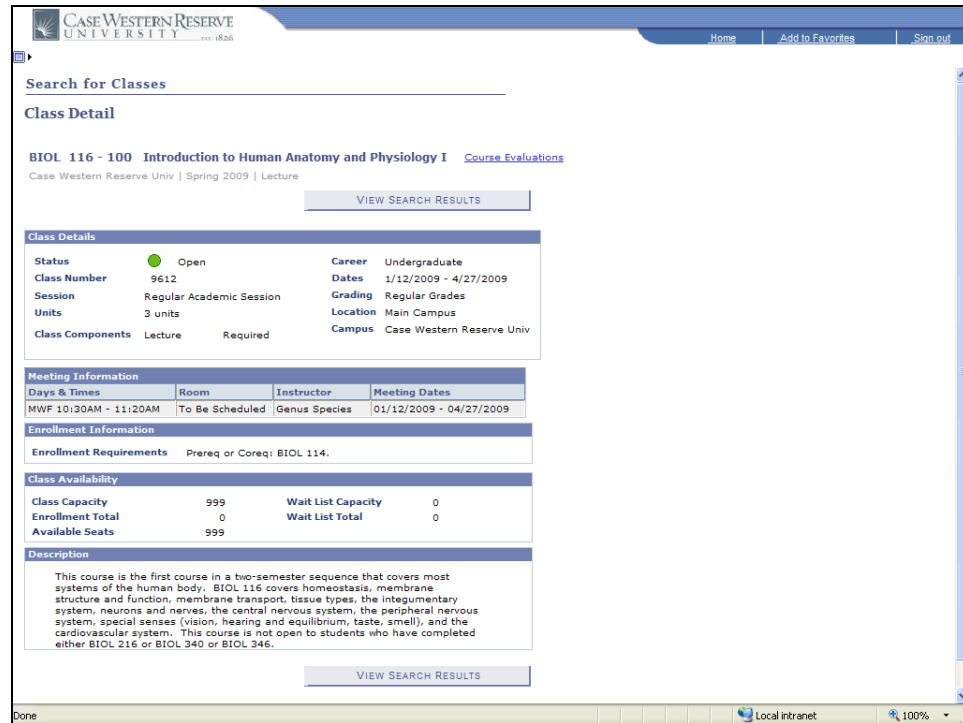 CASE WESTERN RESERVE
UNIVERSITY EST. 1826
Home Add to Favorites Sign out
Search for Classes
Class Detail
BIOL 116 - 100 Introduction to Human Anatomy and Physiology I Course Evaluations
Case Western Reserve Univ | Spring 2009 | Lecture
VIEW SEARCH RESULTS
Class Details
Status Open Career Undergraduate
Class Number 9612 Dates 1/12/2009 - 4/27/2009
Session Regular Academic Session Grading Regular Grades
Units 3 units Location Main Campus
Class Components Lecture Required Campus Case Western Reserve Univ
Meeting Information
Days & Times Room Instructor Meeting Dates
MWF 10:30AM - 11:20AM To Be Scheduled Genus Species 01/12/2009 - 04/27/2009
Enrollment Information
Enrollment Requirements Prereq or Coreq: BIOL 114.
Class Availability
Class Capacity 999 Wait List Capacity 0
Enrollment Total 0 Wait List Total 0
Available Seats 999
Description
This course is the first course in a two-semester sequence that covers most
systems of the human body. BIOL 116 covers homeostasis, membrane
structure and function, membrane transport, tissue types, the integumentary
system, neurons and nerves, the central nervous system, the peripheral nervous
system, special senses (vision, hearing and equilibrium, taste, smell), and the
cardiovascular system. This course is not open to students who have completed
either BIOL 216 or BIOL 340 or BIOL 346.
VIEW SEARCH RESULTS
Done Local intranet 100%